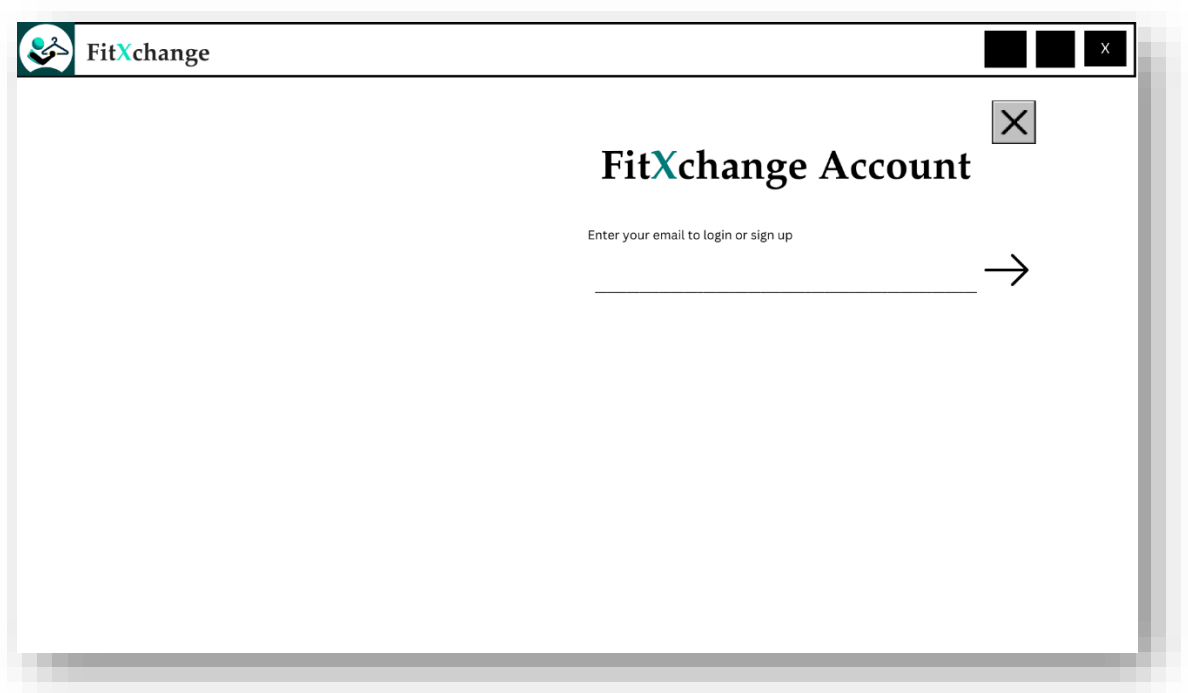 FitXchange
X
FitXchange Account
Enter your email to login or sign up